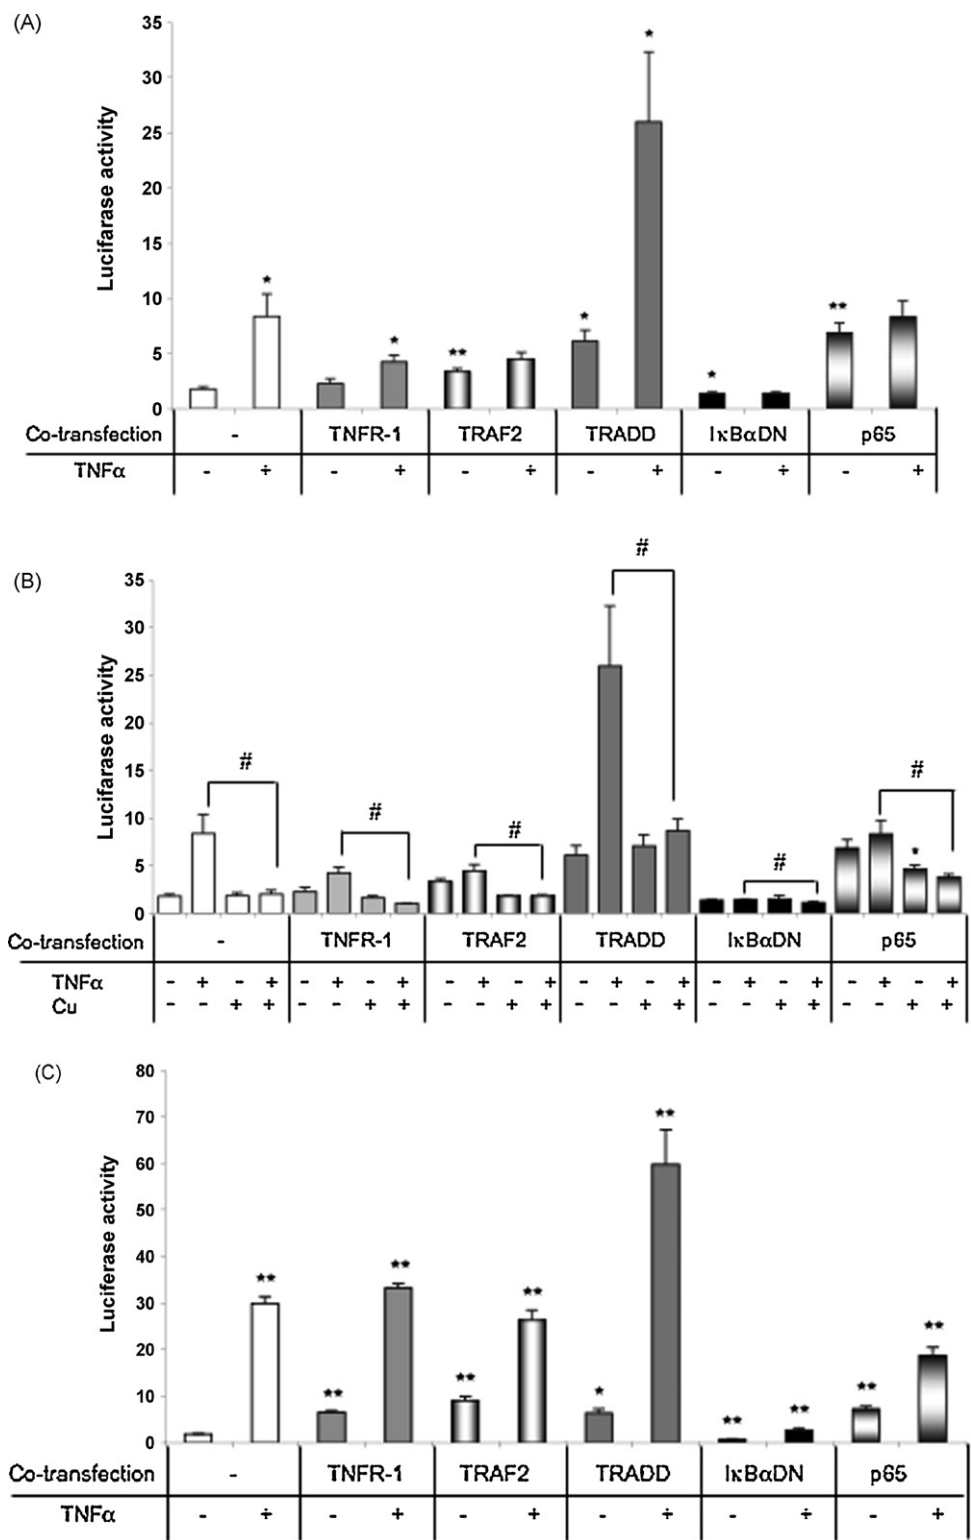 (A)
35
30
25
20
15
10
5
0
Lucifarase activity
* * ** * * * ** 
Co-transfection - TNFR-1 TRAF2 TRADD IκBαDN p65
TNFα - + - + - + - + - + - +
(B)
35
30
25
20
15
10
5
0
Lucifarase activity
# # # # # * #
Co-transfection - TNFR-1 TRAF2 TRADD IκBαDN p65
TNFα - + - + - + - + - + - + - + - + - + - + - + - +
Cu - - + + - - + + - - + + - - + + - - + + - - + +
(C)
80
70
60
50
40
30
20
10
0
Luciferase activity
** ** ** ** ** * ** ** ** ** **
Co-transfection - TNFR-1 TRAF2 TRADD IκBαDN p65
TNFα - + - + - + - + - + - +